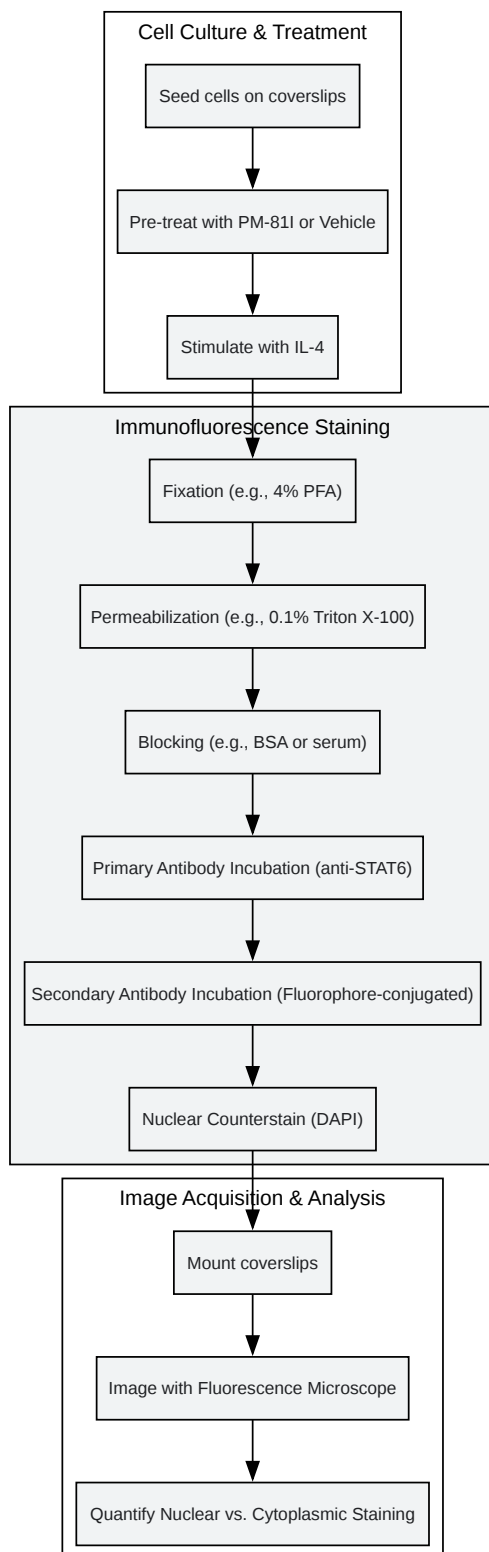 Cell Culture & Treatment
Seed cells on coverslips
Pre-treat with PM-81I or Vehicle
Stimulate with IL-4
Immunofluorescence Staining
Fixation (e.g., 4% PFA)
Permeabilization (e.g., 0.1% Triton X-100)
Blocking (e.g., BSA or serum)
Primary Antibody Incubation (anti-STAT6)
Secondary Antibody Incubation (Fluorophore-conjugated)
Nuclear Counterstain (DAPI)
Image Acquisition & Analysis
Mount coverslips
Image with Fluorescence Microscope
Quantify Nuclear vs. Cytoplasmic Staining